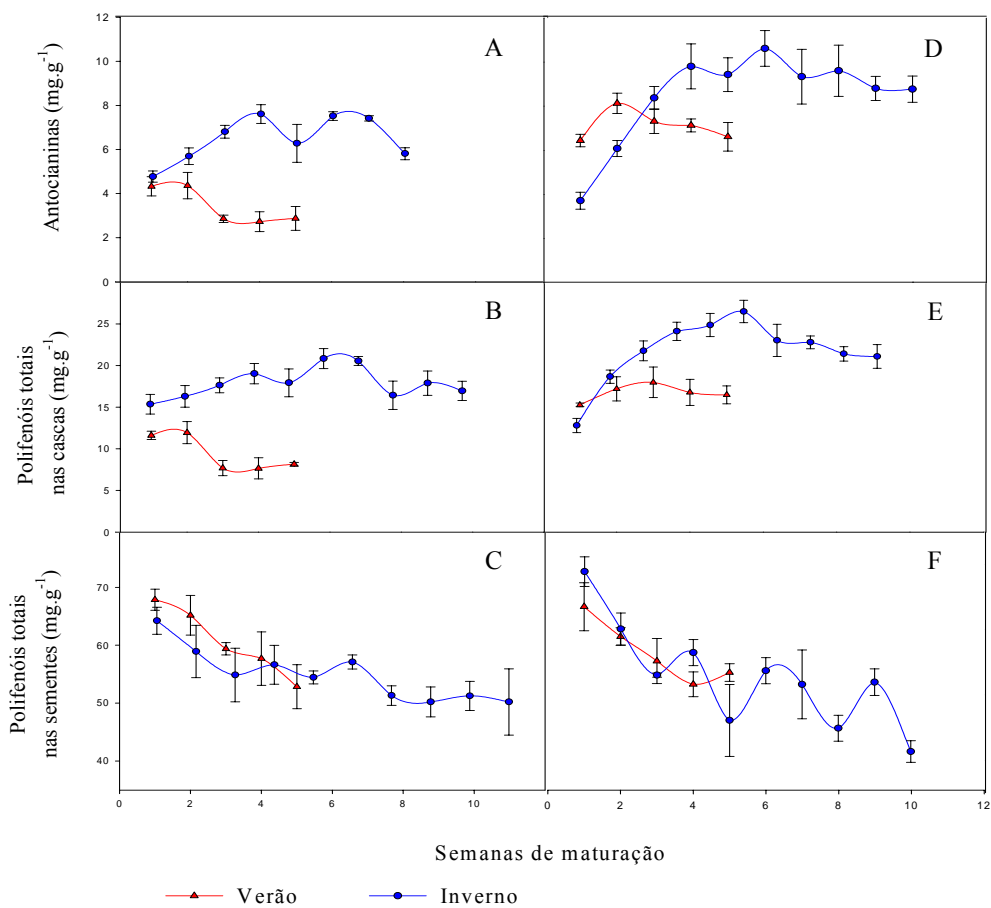 12
10
8
6
4
2
0
Antocianinas (mg.g-1)
A
D
25
20
15
10
5
0
Polifenóis totais
nas cascas (mg.g-1)
B
E
70
60
50
40
Polifenóis totais
nas sementes (mg.g-1)
C
F
0 2 4 6 8 10 0 2 4 6 8 10 12
Semanas de maturação
Verão Inverno